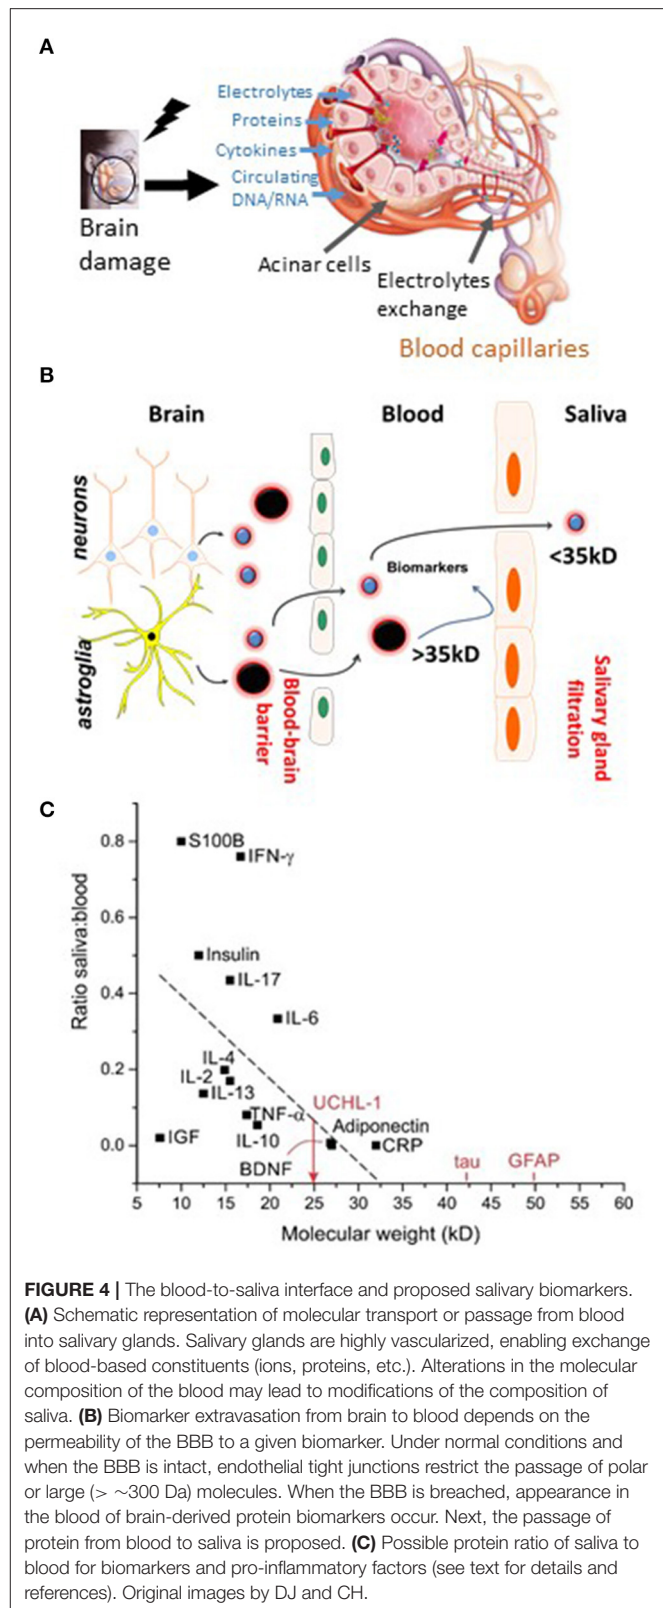 A
Electrolytes
Proteins
Cytokines
Circulating
DNA/RNA
Brain
damage
Acinar cells
Electrolytes
exchange
Blood capillaries
B
Brain
Blood
Saliva
neurons
astroglia
Biomarkers
<35kD
>35kD
Blood-brain
barrier
Salivary gland
filtration
C
Ratio saliva:blood
0.8
0.6
0.4
0.2
0.0
S100B
IFN-γ
Insulin
IL-17
IL-6
IL-4
IL-2
IL-13
TNF-α
UCHL-1
IGF
IL-10
Adiponectin
BDNF
CRP
tau
GFAP
5 10 15 20 25 30 35 40 45 50 55 60
Molecular weight (kD)
FIGURE 4 | The blood-to-saliva interface and proposed salivary biomarkers.
(A) Schematic representation of molecular transport or passage from blood
into salivary glands. Salivary glands are highly vascularized, enabling exchange
of blood-based constituents (ions, proteins, etc.). Alterations in the molecular
composition of the blood may lead to modifications of the composition of
saliva. (B) Biomarker extravasation from brain to blood depends on the
permeability of the BBB to a given biomarker. Under normal conditions and
when the BBB is intact, endothelial tight junctions restrict the passage of polar
or large (> ~300 Da) molecules. When the BBB is breached, appearance in
the blood of brain-derived protein biomarkers occur. Next, the passage of
protein from blood to saliva is proposed. (C) Possible protein ratio of saliva to
blood for biomarkers and pro-inflammatory factors (see text for details and
references). Original images by DJ and CH.